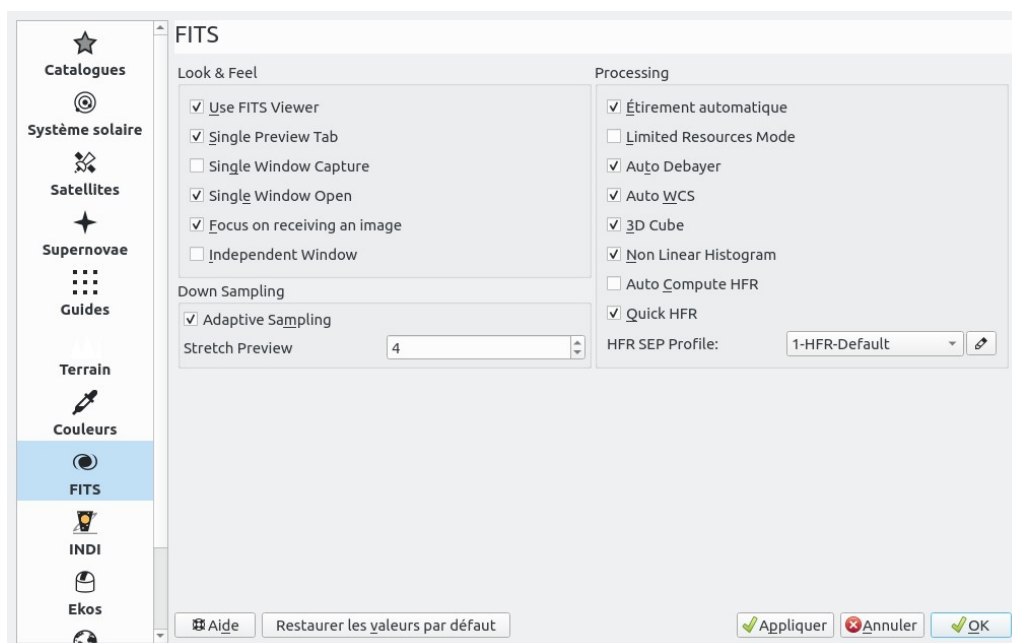 Catalogues
Système solaire
Satellites
Supernovae
Guides
Terrain
Couleurs
FITS
INDI
Ekos
FITS
Look & Feel
Use FITS Viewer
Single Preview Tab
Single Window Capture
Single Window Open
Focus on receiving an image
Independent Window
Down Sampling
Adaptive Sampling
Stretch Preview 4
Processing
Étirement automatique
Limited Resources Mode
Auto Debayer
Auto WCS
3D Cube
Non Linear Histogram
Auto Compute HFR
Quick HFR
HFR SEP Profile: 1-HFR-Default
Aide Restaurer les valeurs par défaut Appliquer Annuler OK